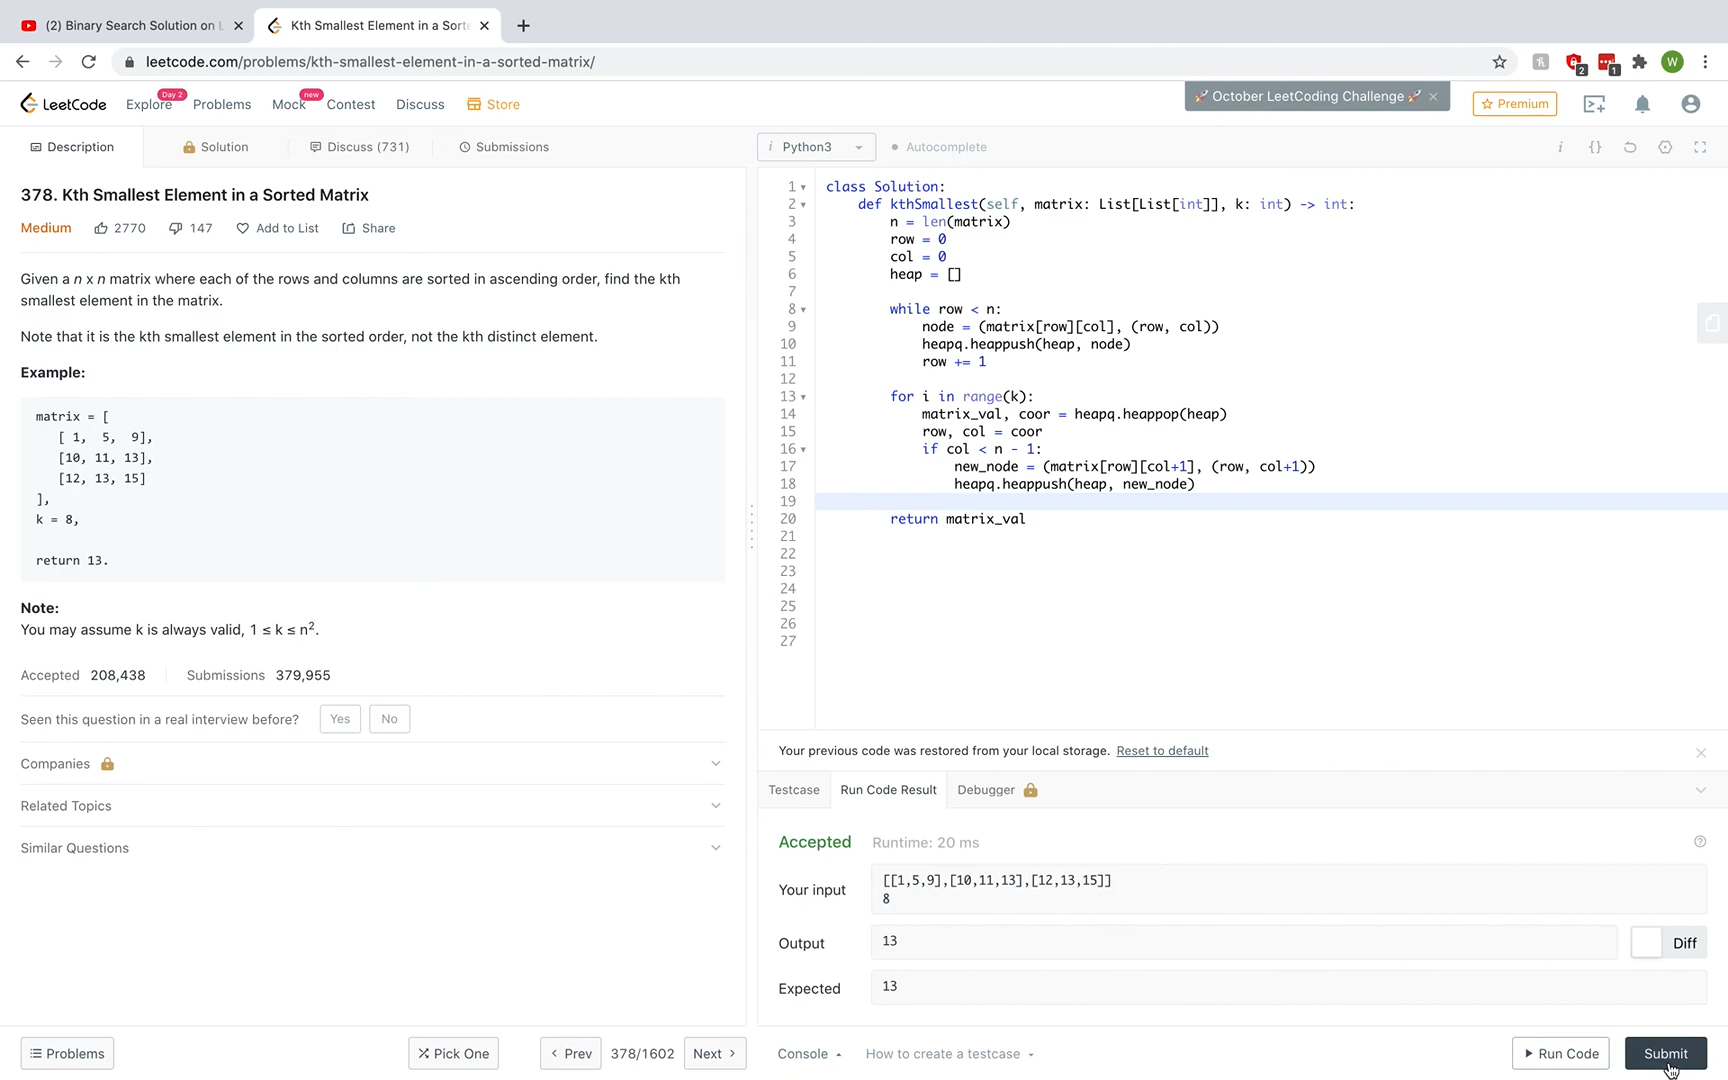 (2) Binary Search Solution on L
Kth Smallest Element in a Sorte
leetcode.com/problems/kth-smallest-element-in-a-sorted-matrix/
2
1
W
LeetCode
Explore
Day 2
Problems
Mock
new
Contest
Discuss
Store
🚀 October LeetCoding Challenge 🚀 ×
Premium
Description
Solution
Discuss (731)
Submissions
i Python3
Autocomplete
378. Kth Smallest Element in a Sorted Matrix
Medium
2770
147
Add to List
Share
Given a n x n matrix where each of the rows and columns are sorted in ascending order, find the kth
smallest element in the matrix.
Note that it is the kth smallest element in the sorted order, not the kth distinct element.
Example:
matrix = [
[ 1, 5, 9],
[10, 11, 13],
[12, 13, 15]
],
k = 8,
return 13.
Note:
You may assume k is always valid, 1 ≤ k ≤ n².
Accepted 208,438
Submissions 379,955
Seen this question in a real interview before?
Yes
No
Companies
Related Topics
Similar Questions
Problems
Pick One
< Prev
378/1602
Next >
1 class Solution:
2 def kthSmallest(self, matrix: List[List[int]], k: int) -> int:
3 n = len(matrix)
4 row = 0
5 col = 0
6 heap = []
7
8 while row < n:
9 node = (matrix[row][col], (row, col))
10 heapq.heappush(heap, node)
11 row += 1
12
13 for i in range(k):
14 matrix_val, coor = heapq.heappop(heap)
15 row, col = coor
16 if col < n - 1:
17 new_node = (matrix[row][col+1], (row, col+1))
18 heapq.heappush(heap, new_node)
19
20 return matrix_val
21
22
23
24
25
26
27
Your previous code was restored from your local storage. Reset to default
Testcase
Run Code Result
Debugger
Accepted Runtime: 20 ms
Your input
[[1,5,9],[10,11,13],[12,13,15]]
8
Output
13
Diff
Expected
13
Console
How to create a testcase
Run Code
Submit